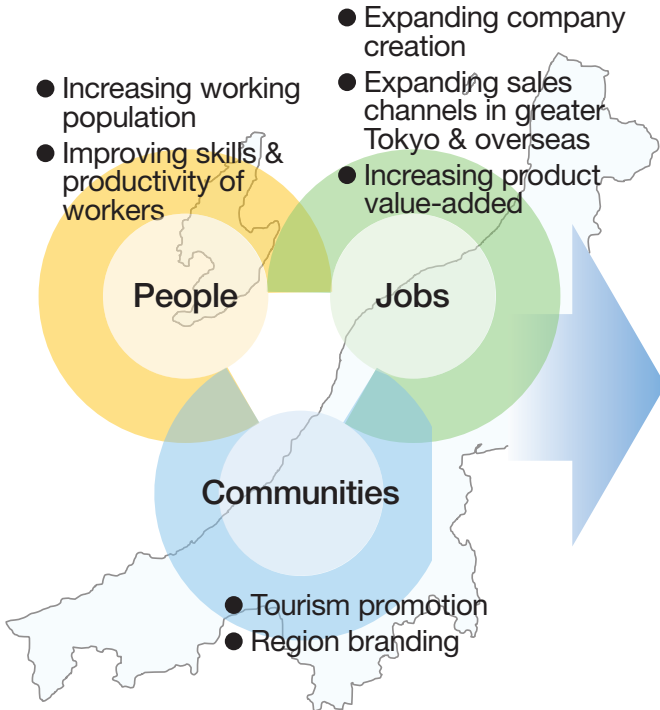 ● Increasing working
population
● Improving skills &
productivity of
workers
● Expanding company
creation
● Expanding sales
channels in greater
Tokyo & overseas
● Increasing product
value-added
People
Jobs
Communities
● Tourism promotion
● Region branding